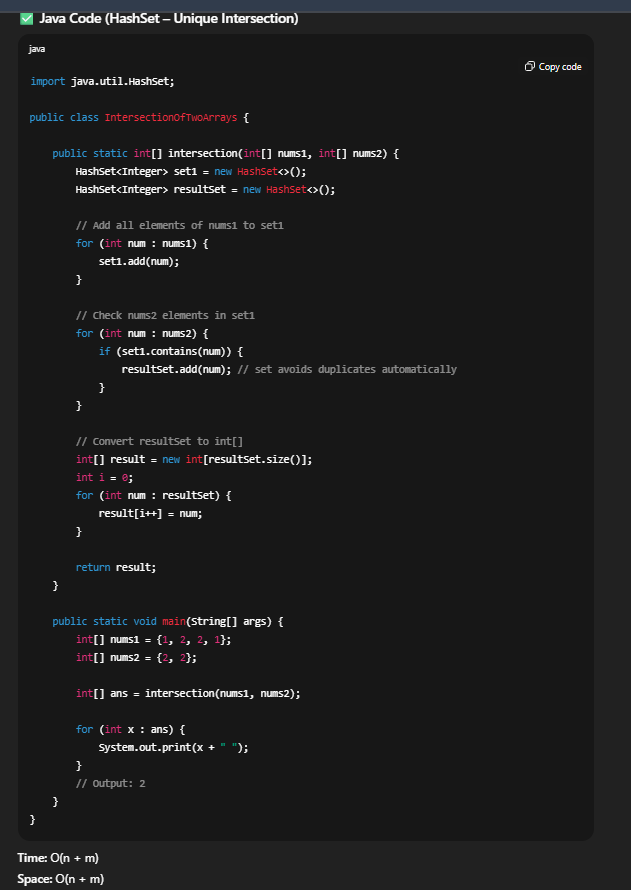 ✅ Java Code (HashSet – Unique Intersection)
java
Copy code
import java.util.HashSet;
public class IntersectionOfTwoArrays {
    public static int[] intersection(int[] nums1, int[] nums2) {
        HashSet<Integer> set1 = new HashSet<>();
        HashSet<Integer> resultSet = new HashSet<>();
        // Add all elements of nums1 to set1
        for (int num : nums1) {
            set1.add(num);
        }
        // Check nums2 elements in set1
        for (int num : nums2) {
            if (set1.contains(num)) {
                resultSet.add(num); // set avoids duplicates automatically
            }
        }
        // Convert resultSet to int[]
        int[] result = new int[resultSet.size()];
        int i = 0;
        for (int num : resultSet) {
            result[i++] = num;
        }
        return result;
    }
    public static void main(String[] args) {
        int[] nums1 = {1, 2, 2, 1};
        int[] nums2 = {2, 2};
        int[] ans = intersection(nums1, nums2);
        for (int x : ans) {
            System.out.print(x + " ");
        }
        // Output: 2
    }
}
Time: O(n + m)
Space: O(n + m)